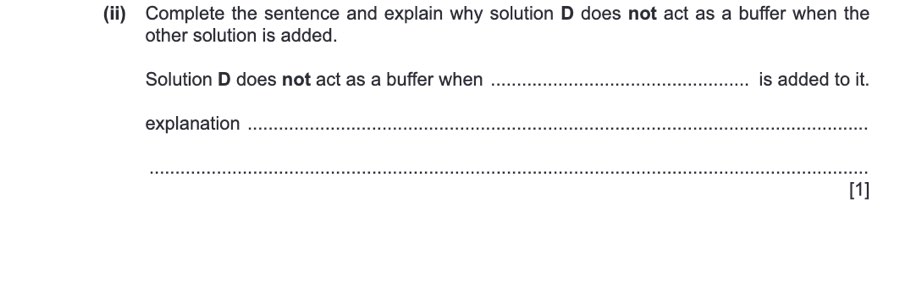 (ii) Complete the sentence and explain why solution D does not act as a buffer when the
other solution is added.
Solution D does not act as a buffer when .................................................... is added to it.
explanation ............................................................................................................................
................................................................................................................................................
[1]